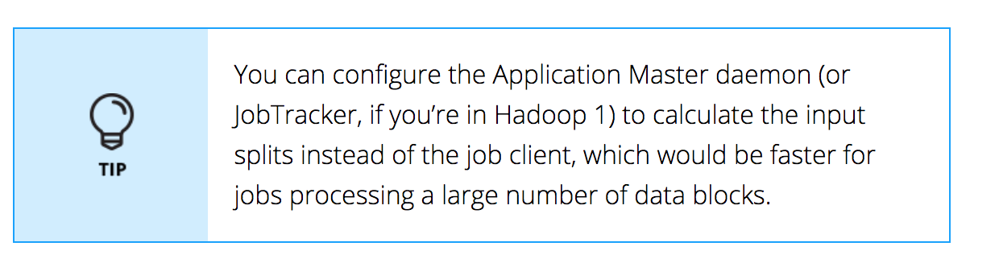 TIP
You can configure the Application Master daemon (or
JobTracker, if you’re in Hadoop 1) to calculate the input
splits instead of the job client, which would be faster for
jobs processing a large number of data blocks.